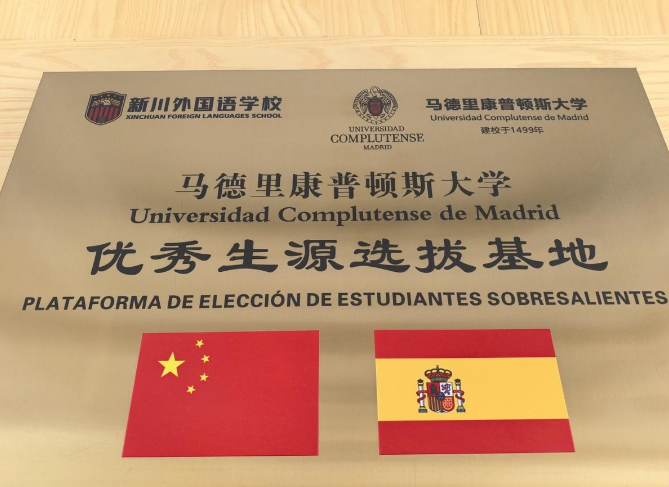 新川外国语学校
XINCHUAN FOREIGN LANGUAGES SCHOOL
UNIVERSIDAD
COMPLUTENSE
MADRID
马德里康普顿斯大学
Universidad Complutense de Madrid
建校于1499年
马德里康普顿斯大学
Universidad Complutense de Madrid
优秀生源选拔基地
PLATAFORMA DE ELECCIÓN DE ESTUDIANTES SOBRESALIENTES